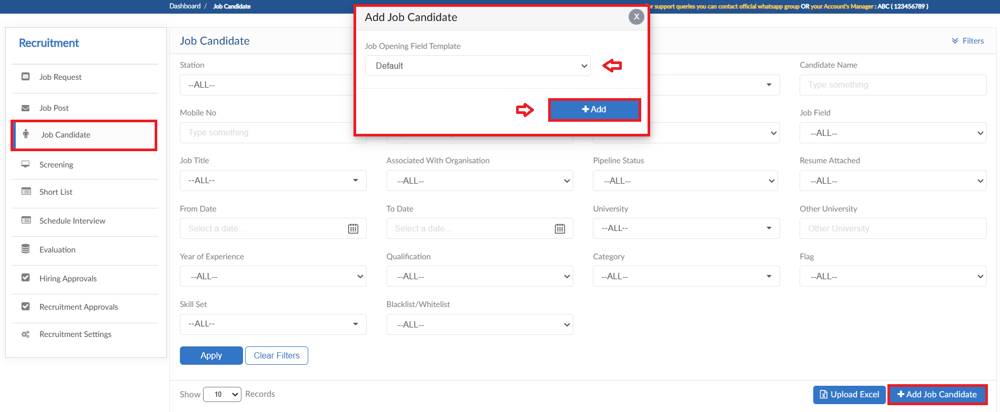 Dashboard / Job Candidate
for support queries you can contact official whatsapp group OR your Account's Manager : ABC ( 123456789 )
Recruitment
Job Request
Job Post
Job Candidate
Screening
Short List
Schedule Interview
Evaluation
Hiring Approvals
Recruitment Approvals
Recruitment Settings
Add Job Candidate
X
Job Opening Field Template
Default
+ Add
Job Candidate
Filters
Station
Candidate Name
--ALL--
Type something
Mobile No
Job Field
Type something
--ALL--
Job Title
Associated With Organisation
Pipeline Status
Resume Attached
--ALL--
--ALL--
--ALL--
--ALL--
From Date
To Date
University
Other University
Select a date...
Select a date...
--ALL--
Other University
Year of Experience
Qualification
Category
Flag
--ALL--
--ALL--
--ALL--
--ALL--
Skill Set
Blacklist/Whitelist
--ALL--
--ALL--
Apply
Clear Filters
Show 10 Records
Upload Excel
+ Add Job Candidate